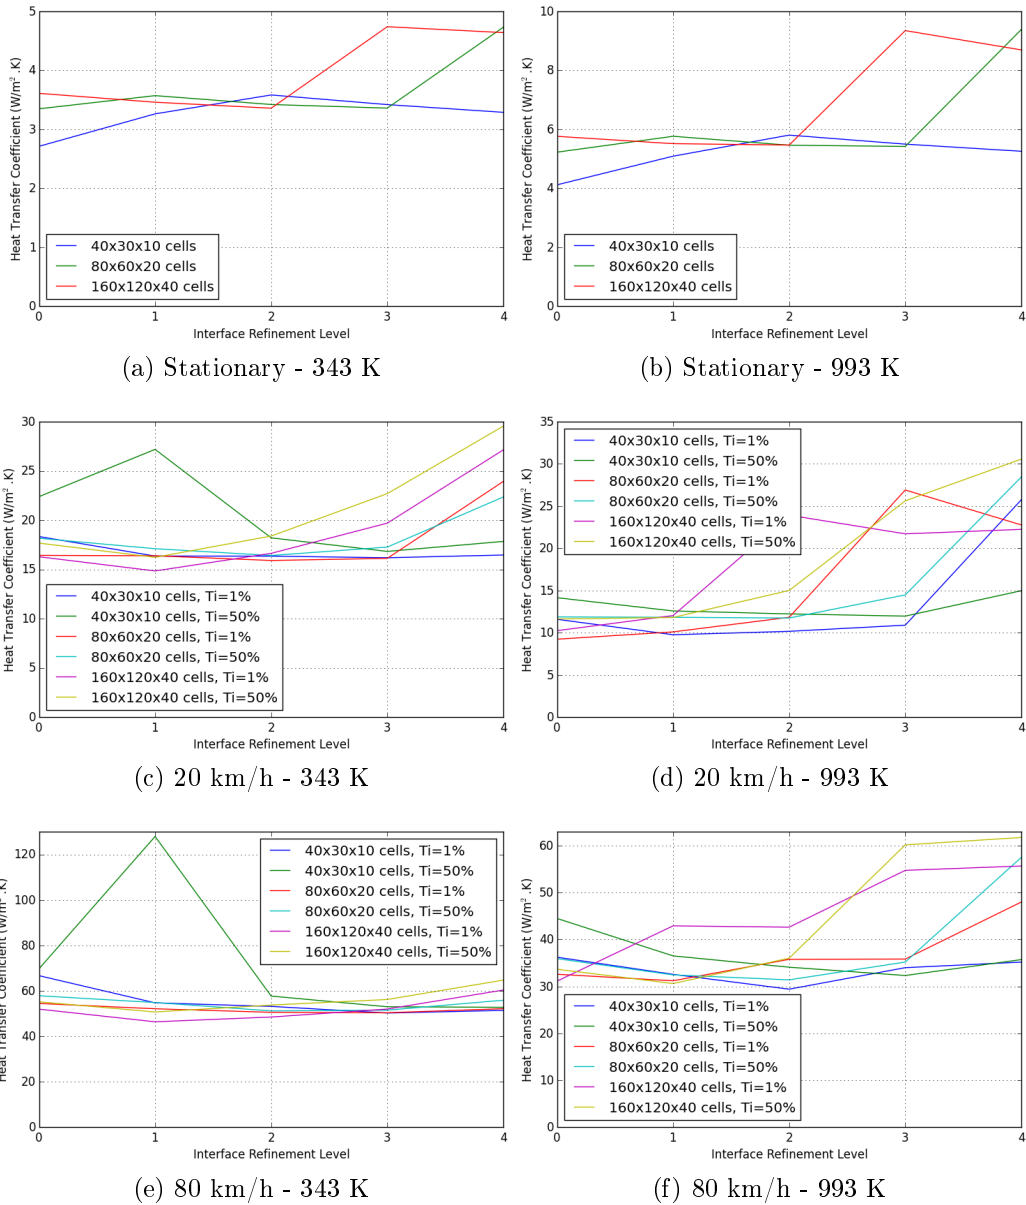 5
4
3
2
1
0
Heat Transfer Coefficient (W/m² .K)
40x30x10 cells
80x60x20 cells
160x120x40 cells
0 1 2 3 4
Interface Refinement Level
(a) Stationary - 343 K
10
8
6
4
2
0
Heat Transfer Coefficient (W/m² .K)
40x30x10 cells
80x60x20 cells
160x120x40 cells
0 1 2 3 4
Interface Refinement Level
(b) Stationary - 993 K
30
25
20
15
10
5
0
Heat Transfer Coefficient (W/m² .K)
40x30x10 cells, Ti=1%
40x30x10 cells, Ti=50%
80x60x20 cells, Ti=1%
80x60x20 cells, Ti=50%
160x120x40 cells, Ti=1%
160x120x40 cells, Ti=50%
0 1 2 3 4
Interface Refinement Level
(c) 20 km/h - 343 K
35
30
25
20
15
10
5
0
Heat Transfer Coefficient (W/m² .K)
40x30x10 cells, Ti=1%
40x30x10 cells, Ti=50%
80x60x20 cells, Ti=1%
80x60x20 cells, Ti=50%
160x120x40 cells, Ti=1%
160x120x40 cells, Ti=50%
0 1 2 3 4
Interface Refinement Level
(d) 20 km/h - 993 K
120
100
80
60
40
20
0
Heat Transfer Coefficient (W/m² .K)
40x30x10 cells, Ti=1%
40x30x10 cells, Ti=50%
80x60x20 cells, Ti=1%
80x60x20 cells, Ti=50%
160x120x40 cells, Ti=1%
160x120x40 cells, Ti=50%
0 1 2 3 4
Interface Refinement Level
(e) 80 km/h - 343 K
60
50
40
30
20
10
0
Heat Transfer Coefficient (W/m² .K)
40x30x10 cells, Ti=1%
40x30x10 cells, Ti=50%
80x60x20 cells, Ti=1%
80x60x20 cells, Ti=50%
160x120x40 cells, Ti=1%
160x120x40 cells, Ti=50%
0 1 2 3 4
Interface Refinement Level
(f) 80 km/h - 993 K